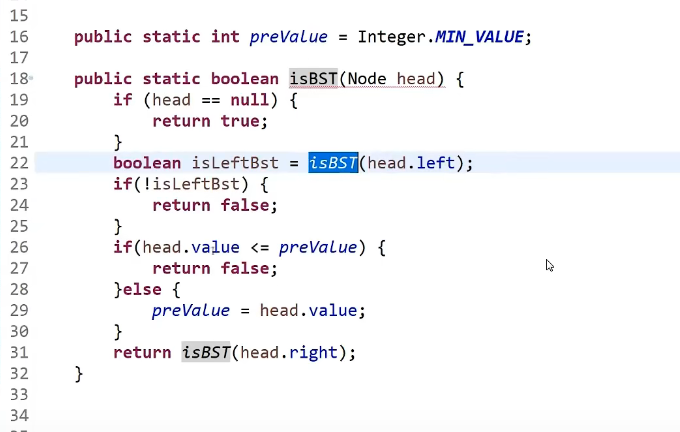 15
16 public static int preValue = Integer.MIN_VALUE;
17
18 public static boolean isBST(Node head) {
19 if (head == null) {
20 return true;
21 }
22 boolean isLeftBst = isBST(head.left);
23 if(!isLeftBst) {
24 return false;
25 }
26 if(head.value <= preValue) {
27 return false;
28 }else {
29 preValue = head.value;
30 }
31 return isBST(head.right);
32 }
33
34